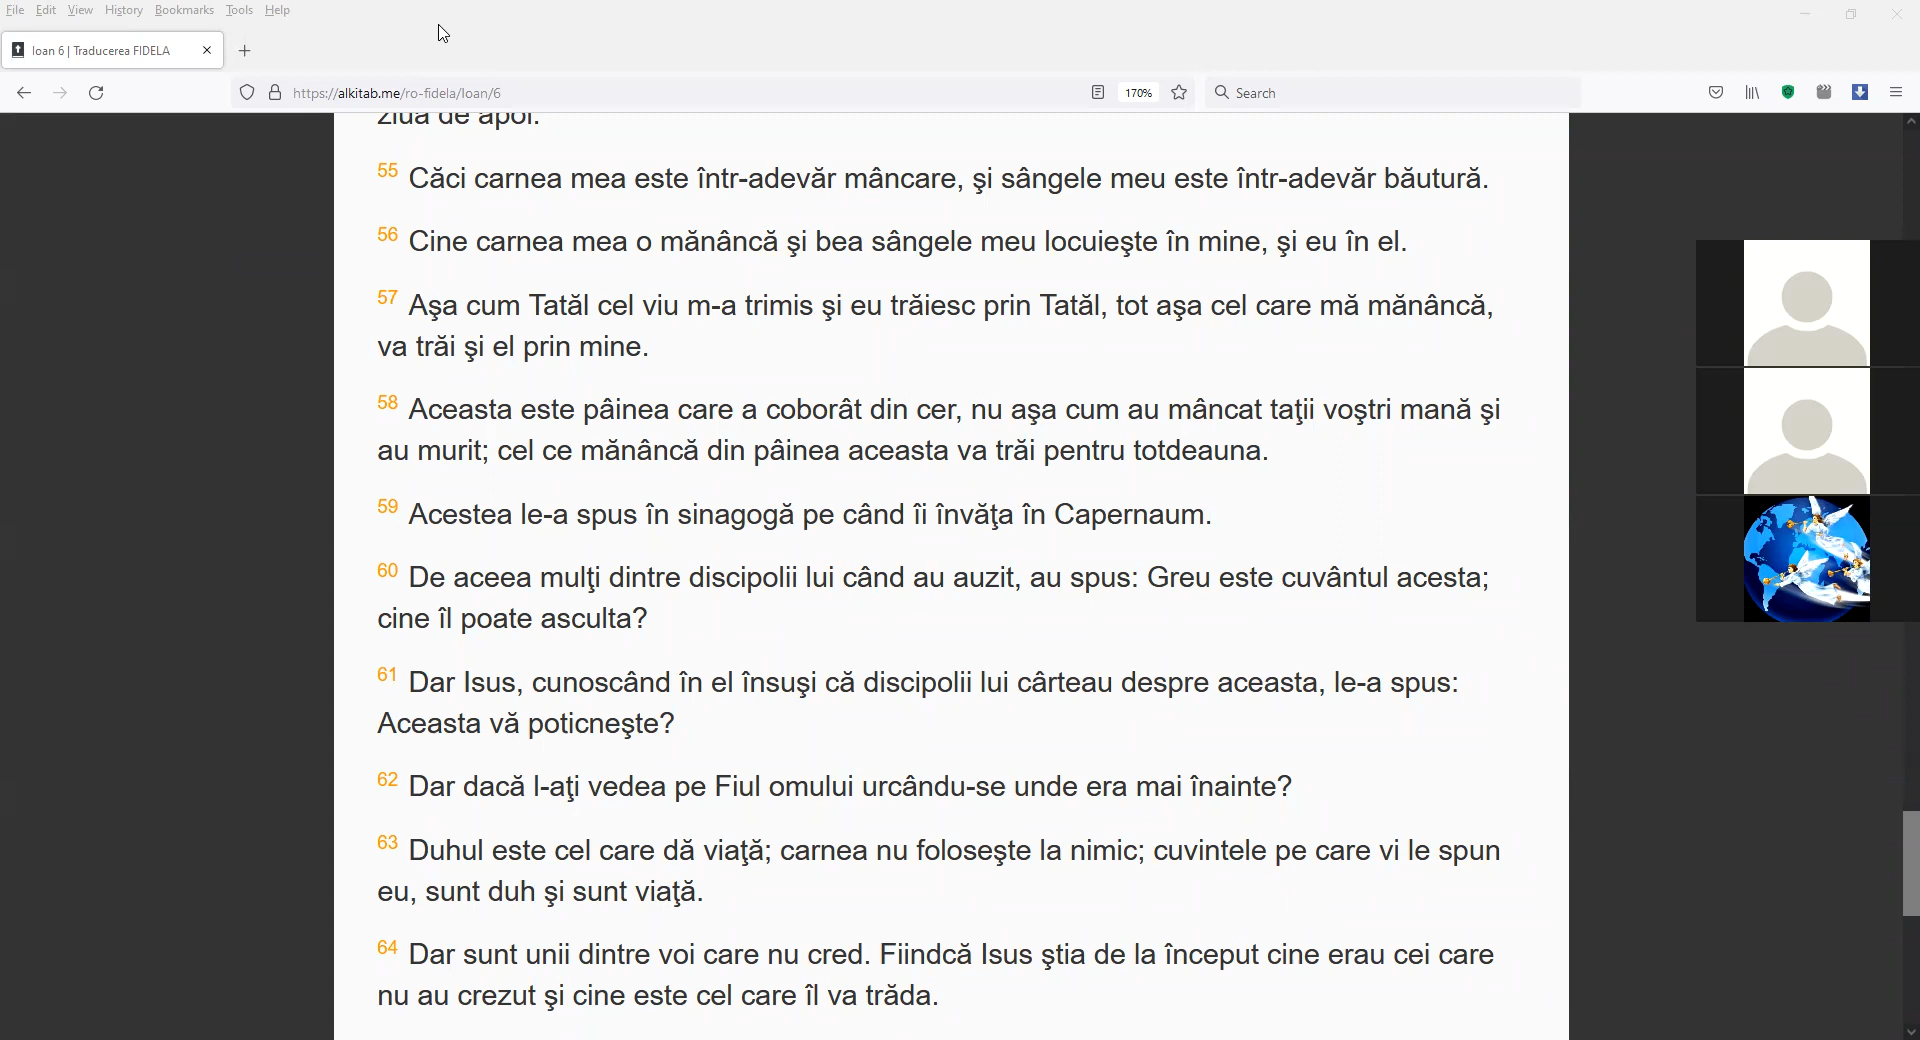 File Edit View History Bookmarks Tools Help
Ioan 6 | Traducerea FIDELA
https://alkitab.me/ro-fidela/Ioan/6
170%
Search
ziua de apoi.
55 Căci carnea mea este într-adevăr mâncare, şi sângele meu este într-adevăr băutură.
56 Cine carnea mea o mănâncă şi bea sângele meu locuieşte în mine, şi eu în el.
57 Aşa cum Tatăl cel viu m-a trimis şi eu trăiesc prin Tatăl, tot aşa cel care mă mănâncă,
va trăi şi el prin mine.
58 Aceasta este pâinea care a coborât din cer, nu aşa cum au mâncat taţii voştri mană şi
au murit; cel ce mănâncă din pâinea aceasta va trăi pentru totdeauna.
59 Acestea le-a spus în sinagogă pe când îi învăţa în Capernaum.
60 De aceea mulţi dintre discipolii lui când au auzit, au spus: Greu este cuvântul acesta;
cine îl poate asculta?
61 Dar Isus, cunoscând în el însuşi că discipolii lui cârteau despre aceasta, le-a spus:
Aceasta vă poticneşte?
62 Dar dacă l-aţi vedea pe Fiul omului urcându-se unde era mai înainte?
63 Duhul este cel care dă viaţă; carnea nu foloseşte la nimic; cuvintele pe care vi le spun
eu, sunt duh şi sunt viaţă.
64 Dar sunt unii dintre voi care nu cred. Fiindcă Isus ştia de la început cine erau cei care
nu au crezut şi cine este cel care îl va trăda.